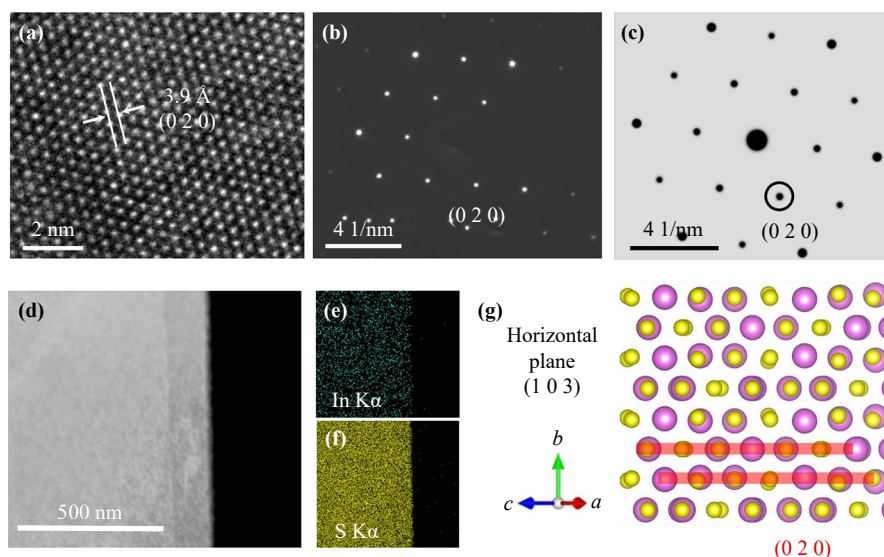 (a)
3.9 Å
(0 2 0)
2 nm
(b)
(0 2 0)
4 1/nm
(c)
4 1/nm
(0 2 0)
(d)
500 nm
(e)
In Kα
(f)
S Kα
(g)
Horizontal
plane
(1 0 3)
b
c
a
(0 2 0)